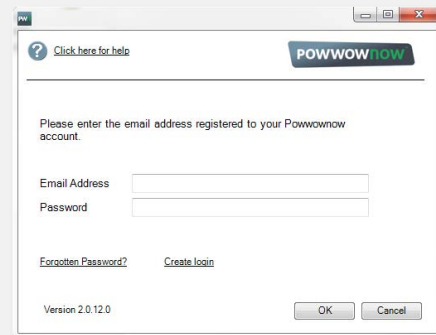 PW
? Click here for help
POWWOWNOW
Please enter the email address registered to your Powwownow
account.
Email Address
Password
Forgotten Password?
Create login
Version 2.0.12.0
OK
Cancel